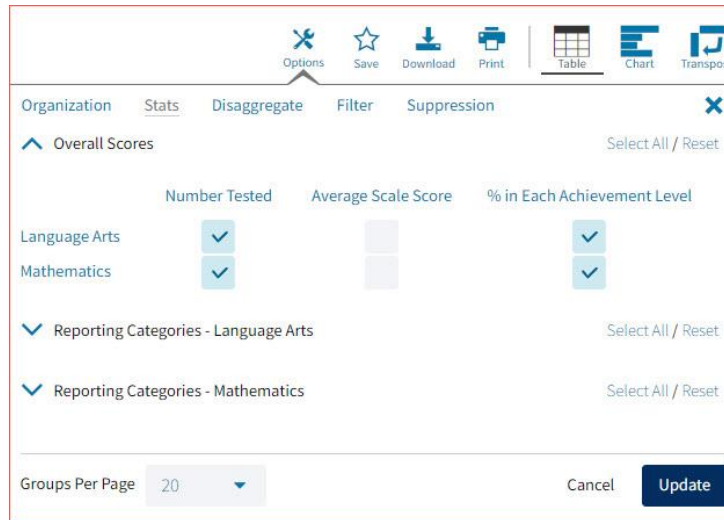 Options Save Download Print Table Chart Transpos
Organization Stats Disaggregate Filter Suppression
Overall Scores Select All / Reset
Number Tested Average Scale Score % in Each Achievement Level
Language Arts
Mathematics
Reporting Categories - Language Arts Select All / Reset
Reporting Categories - Mathematics Select All / Reset
Groups Per Page 20 Cancel Update